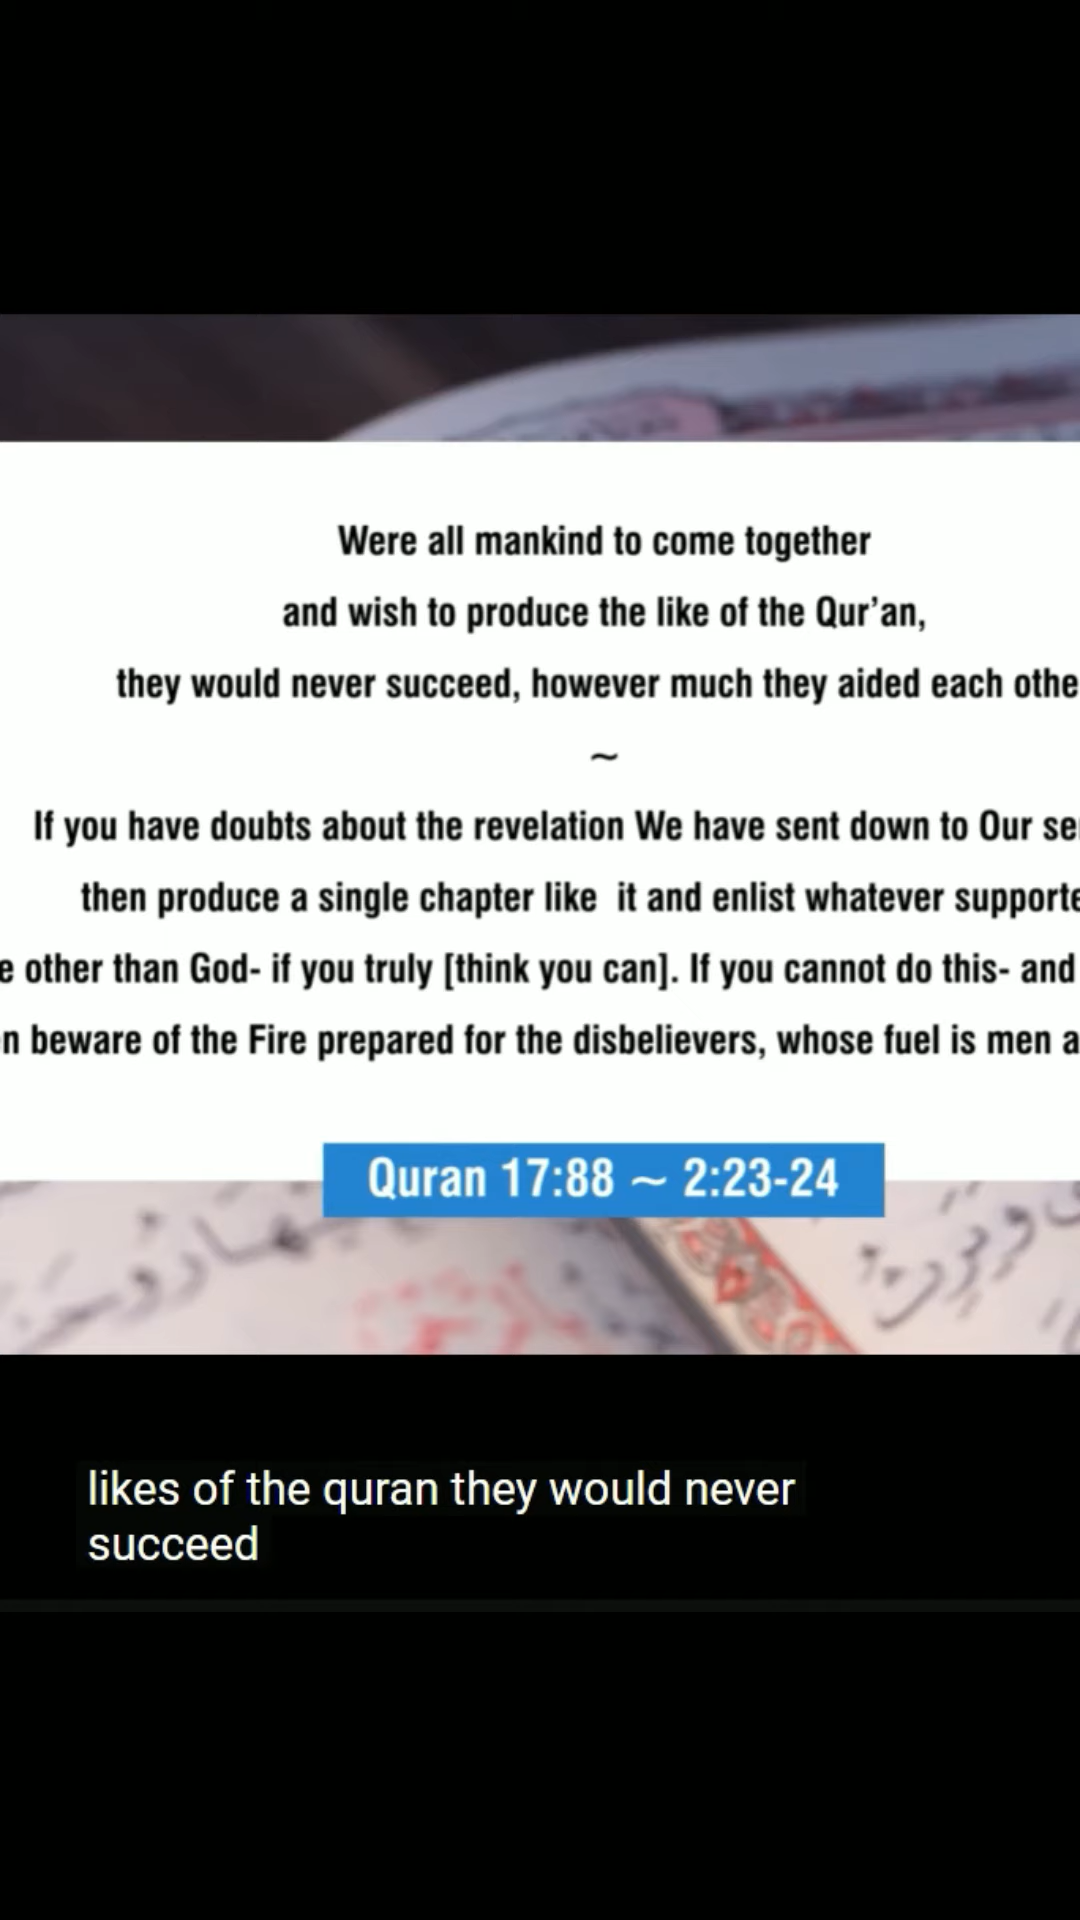 Were all mankind to come together
and wish to produce the like of the Qur’an,
they would never succeed, however much they aided each othe
~
If you have doubts about the revelation We have sent down to Our se
then produce a single chapter like it and enlist whatever supporte
e other than God- if you truly [think you can]. If you cannot do this- and
n beware of the Fire prepared for the disbelievers, whose fuel is men a
Quran 17:88 ~ 2:23-24
likes of the quran they would never
succeed